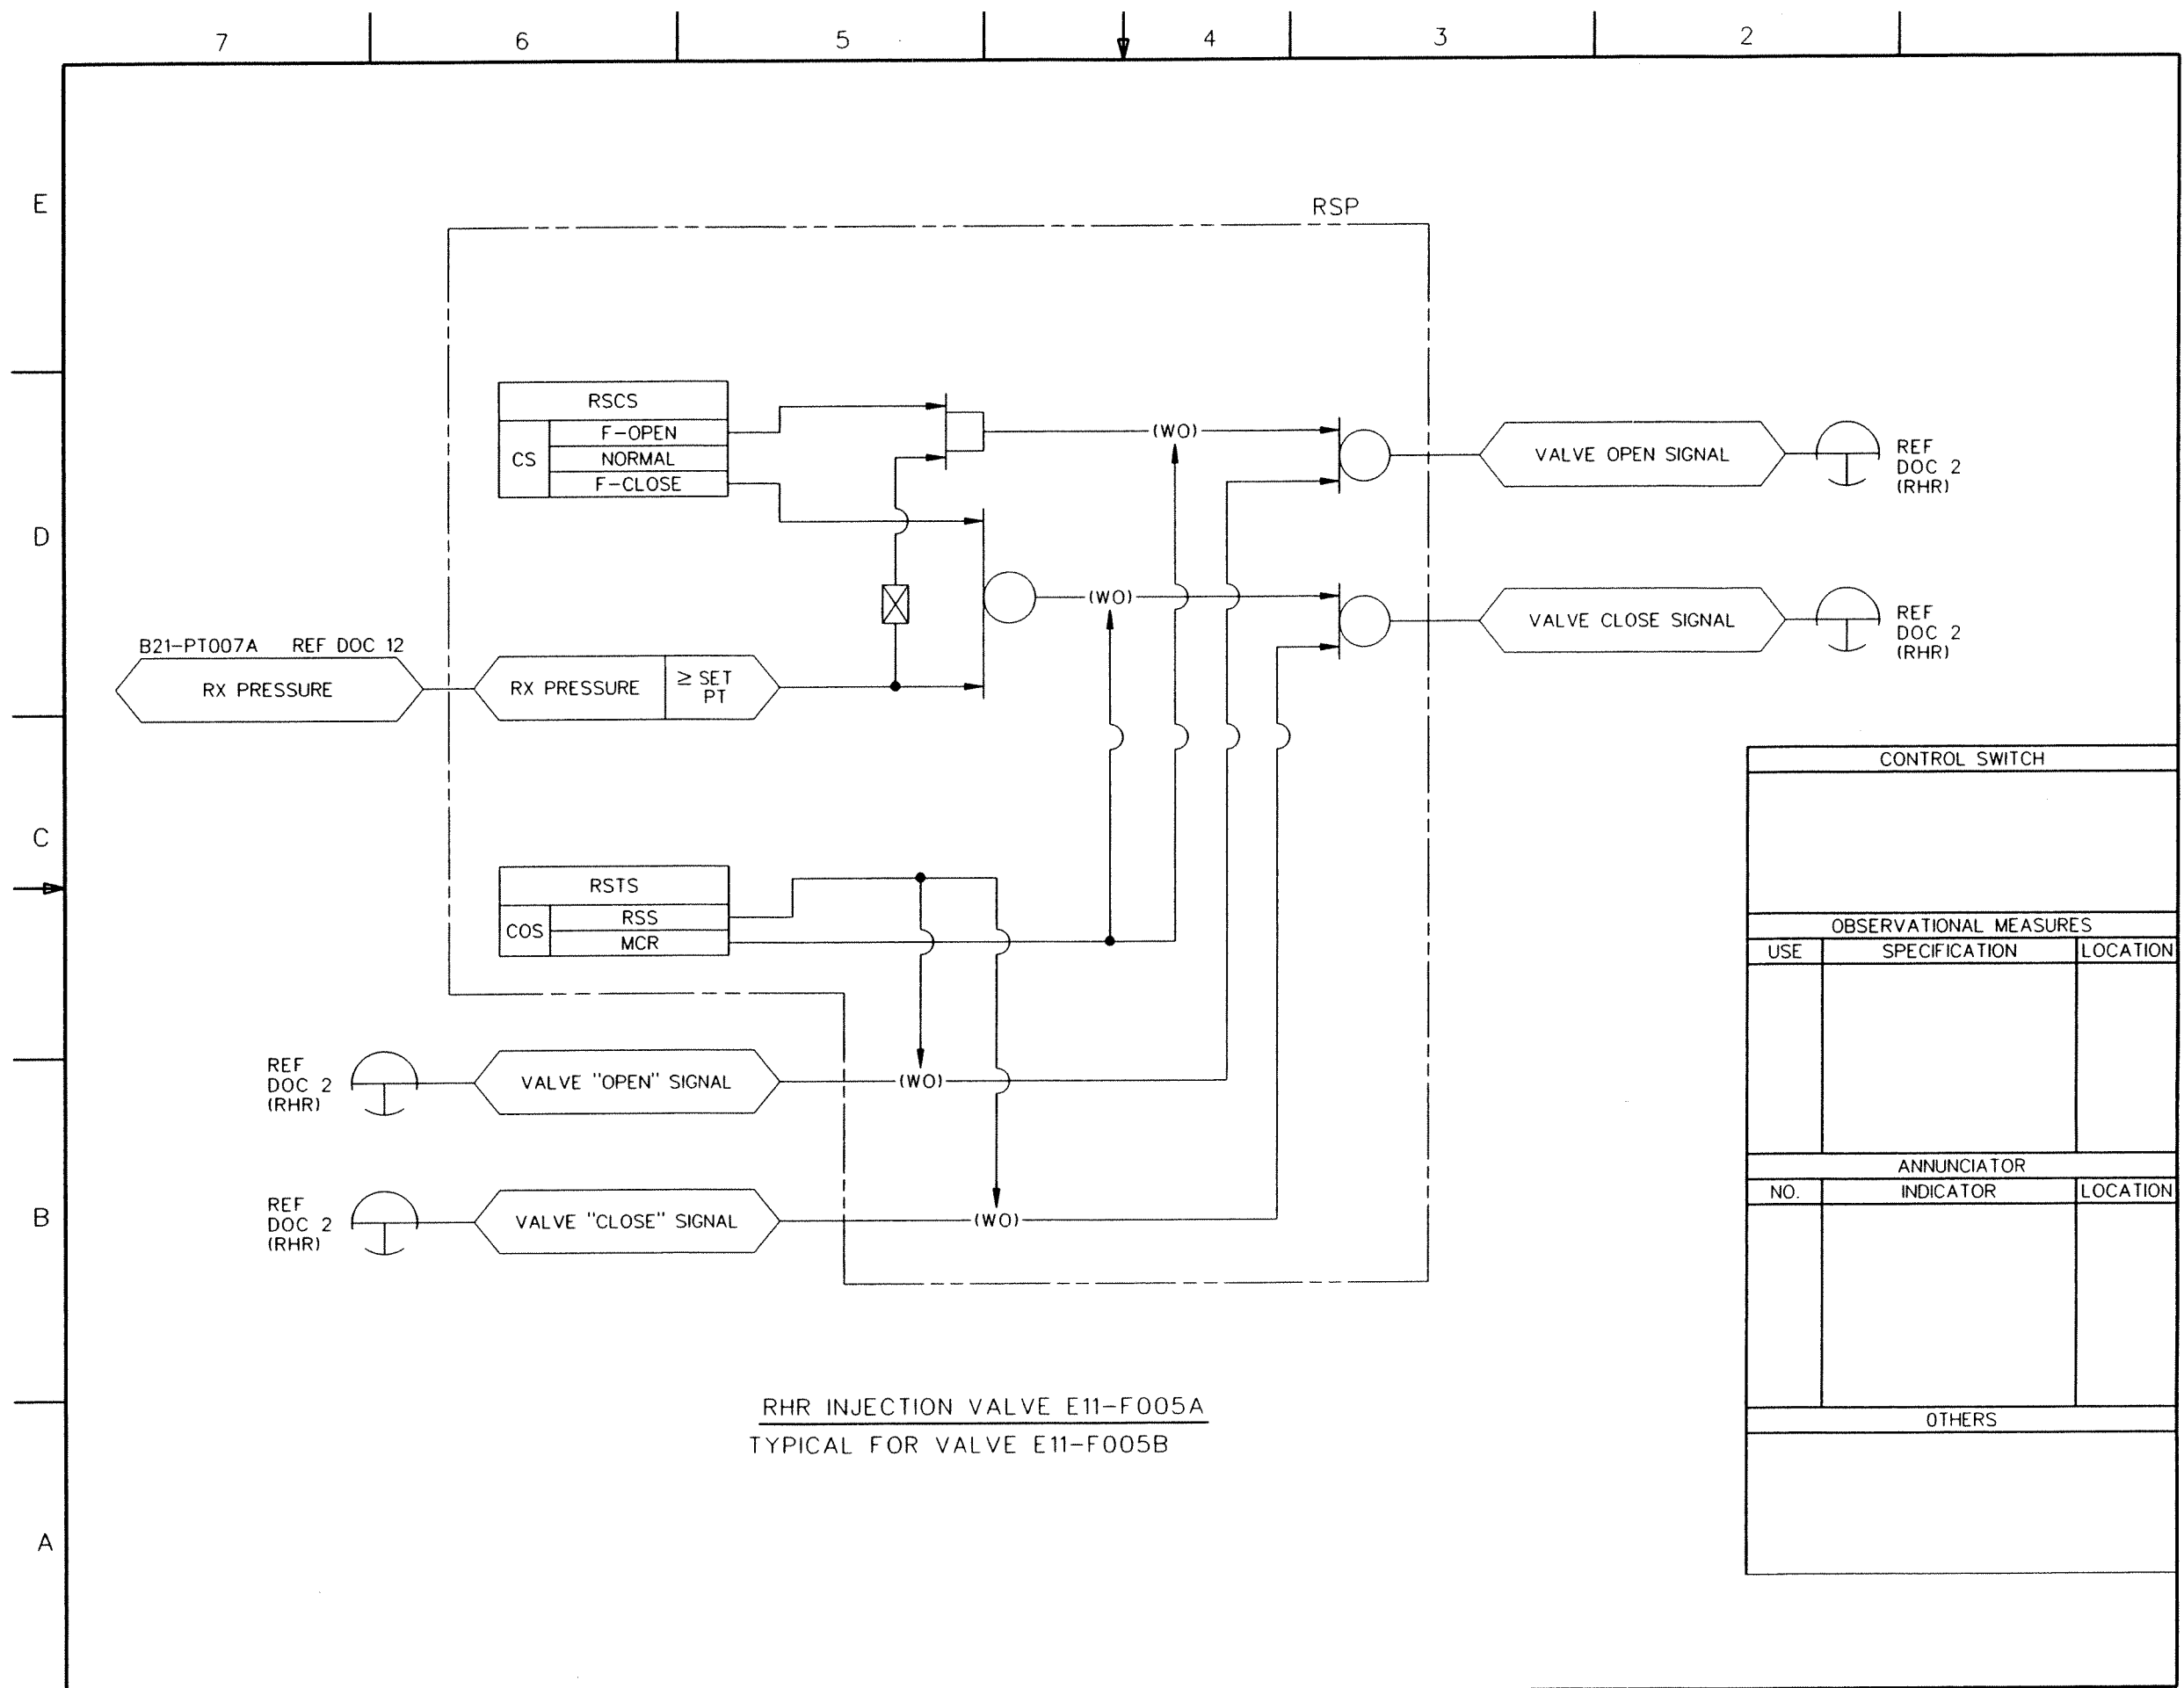 7 6 5 4 3 2
E
RSP
RSCS
CS
F-OPEN
NORMAL
F-CLOSE
(WO)
VALVE OPEN SIGNAL
REF
DOC 2
(RHR)
D
(WO)
VALVE CLOSE SIGNAL
REF
DOC 2
(RHR)
B21-PT007A REF DOC 12
RX PRESSURE
RX PRESSURE
≥ SET
PT
C
RSTS
COS
RSS
MCR
REF
DOC 2
(RHR)
VALVE "OPEN" SIGNAL
(WO)
B
REF
DOC 2
(RHR)
VALVE "CLOSE" SIGNAL
(WO)
CONTROL SWITCH
OBSERVATIONAL MEASURES
USE SPECIFICATION LOCATION
ANNUNCIATOR
NO. INDICATOR LOCATION
OTHERS
RHR INJECTION VALVE E11-F005A
TYPICAL FOR VALVE E11-F005B
A